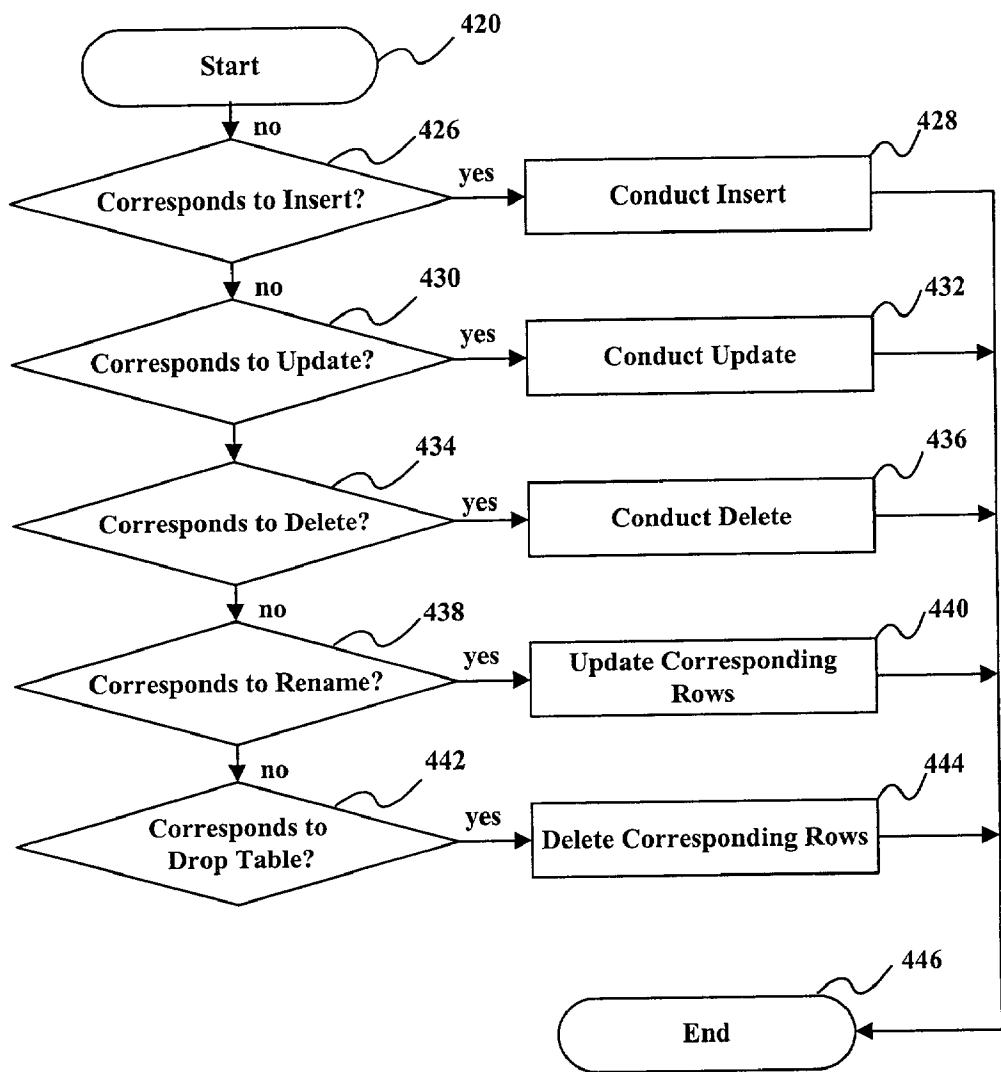 420
Start
no
426
428
Corresponds to Insert?
yes
Conduct Insert
no
430
432
Corresponds to Update?
yes
Conduct Update
434
436
Corresponds to Delete?
yes
Conduct Delete
no
438
440
Corresponds to Rename?
yes
Update Corresponding
Rows
no
442
444
Corresponds to
Drop Table?
yes
Delete Corresponding Rows
446
End